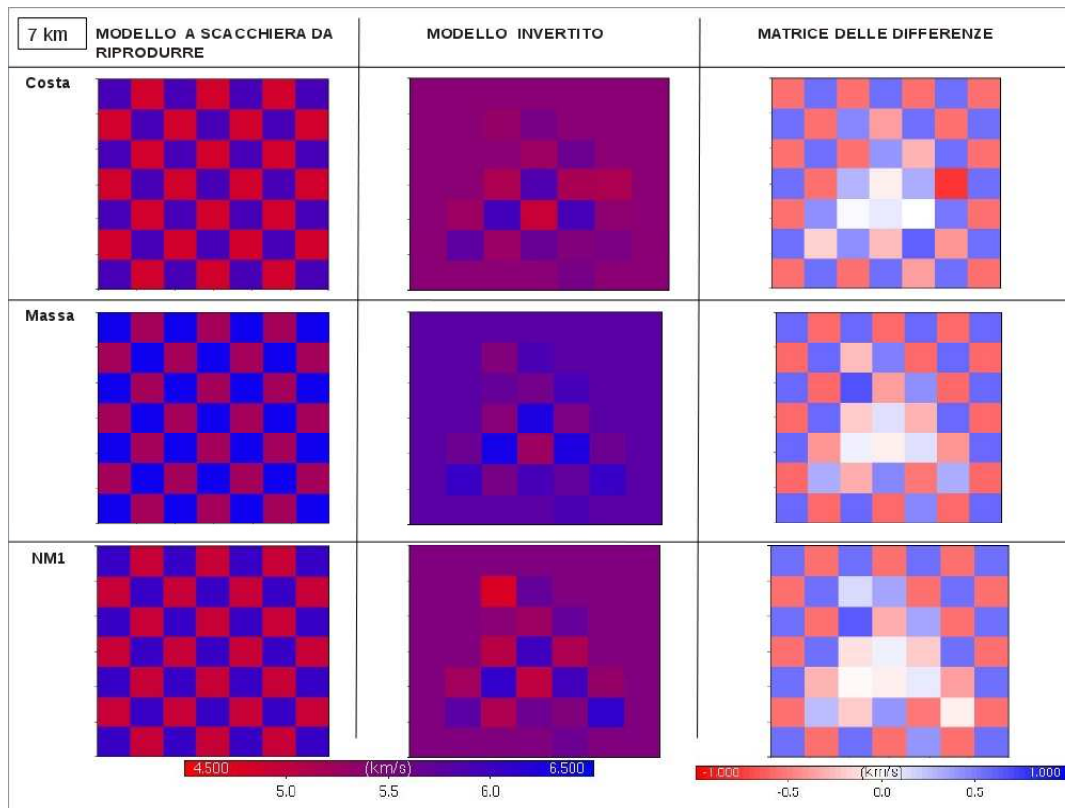 7 km
MODELLO A SCACCHIERA DA
RIPRODURRE
MODELLO INVERTITO
MATRICE DELLE DIFFERENZE
Costa
Massa
NM1
4.500 (km/s) 6.500
5.0 5.5 6.0
-1.000 (km/s) 1.000
-0.5 0.0 0.5